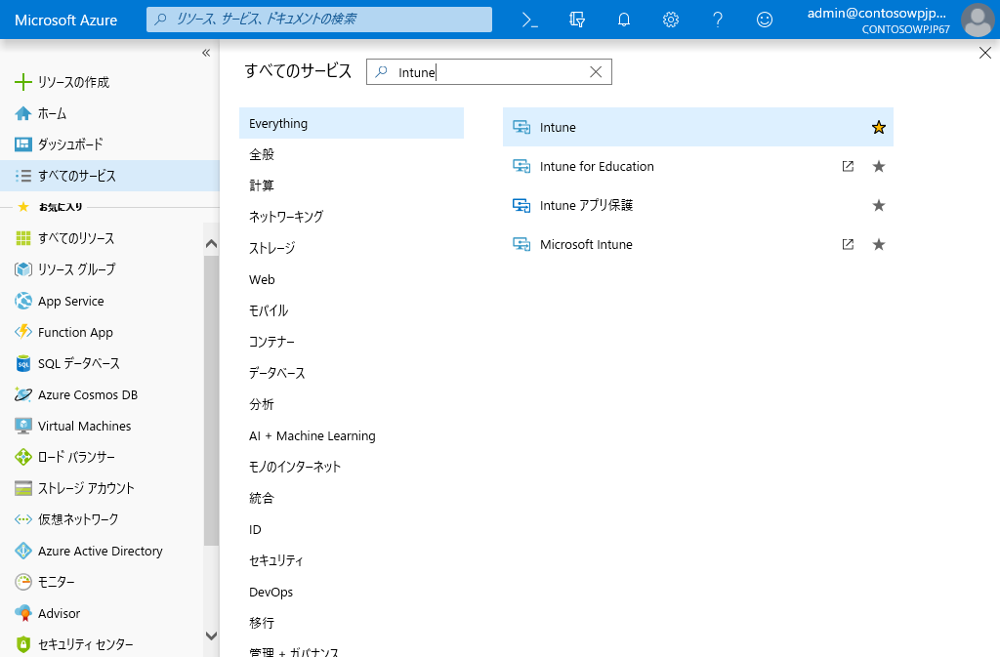 Microsoft Azure
リソース、サービス、ドキュメントの検索
admin@contosowpjp...
CONTOSOWPJP67
リソースの作成
ホーム
ダッシュボード
すべてのサービス
お気に入り
すべてのリソース
リソース グループ
App Service
Function App
SQL データベース
Azure Cosmos DB
Virtual Machines
ロード バランサー
ストレージ アカウント
仮想ネットワーク
Azure Active Directory
モニター
Advisor
セキュリティ センター
すべてのサービス
Intune
Everything
全般
計算
ネットワーキング
ストレージ
Web
モバイル
コンテナー
データベース
分析
AI + Machine Learning
モノのインターネット
統合
ID
セキュリティ
DevOps
移行
管理 + ガバナンス
Intune
Intune for Education
Intune アプリ保護
Microsoft Intune